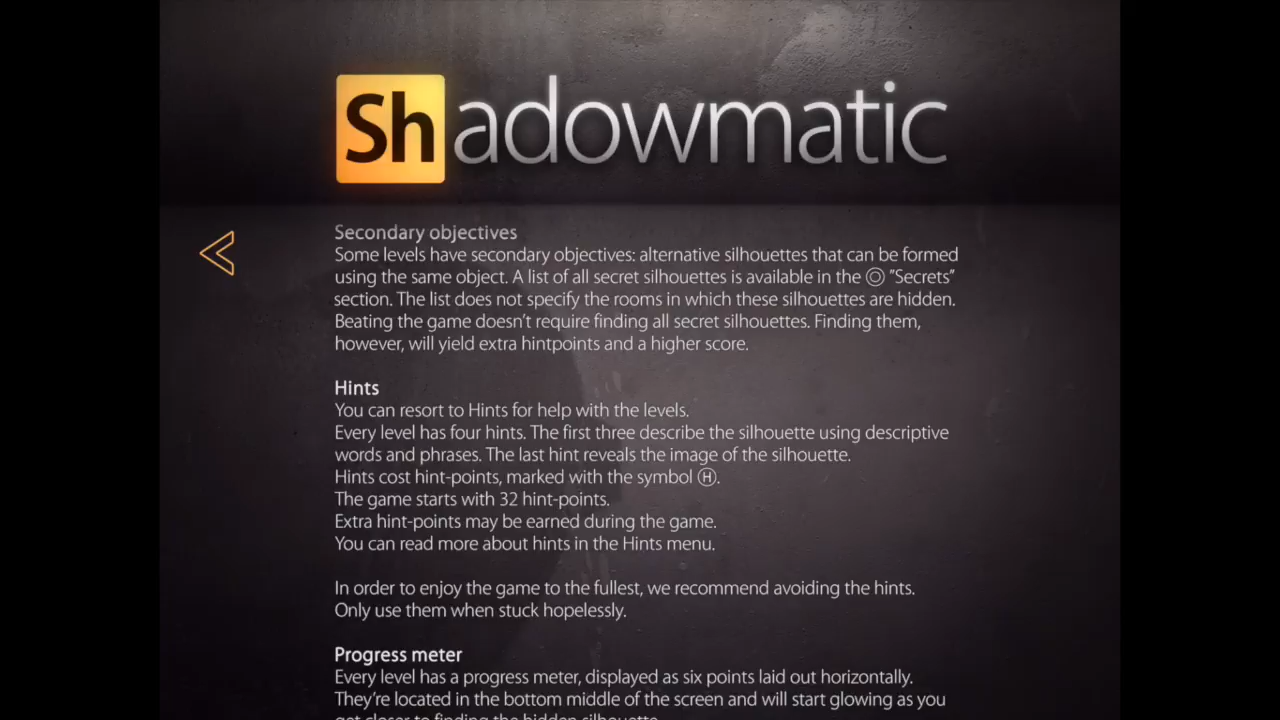 Shadowmatic
Secondary objectives
Some levels have secondary objectives: alternative silhouettes that can be formed
using the same object. A list of all secret silhouettes is available in the ◎ "Secrets"
section. The list does not specify the rooms in which these silhouettes are hidden.
Beating the game doesn't require finding all secret silhouettes. Finding them,
however, will yield extra hintpoints and a higher score.
Hints
You can resort to Hints for help with the levels.
Every level has four hints. The first three describe the silhouette using descriptive
words and phrases. The last hint reveals the image of the silhouette.
Hints cost hint-points, marked with the symbol Ⓗ.
The game starts with 32 hint-points.
Extra hint-points may be earned during the game.
You can read more about hints in the Hints menu.
In order to enjoy the game to the fullest, we recommend avoiding the hints.
Only use them when stuck hopelessly.
Progress meter
Every level has a progress meter, displayed as six points laid out horizontally.
They're located in the bottom middle of the screen and will start glowing as you
get closer to finding the hidden silhouette.